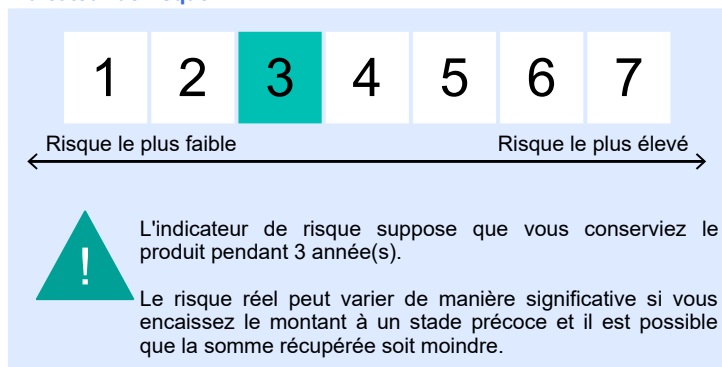 1 2 3 4 5 6 7
Risque le plus faible Risque le plus élevé
! L'indicateur de risque suppose que vous conserviez le
produit pendant 3 année(s).
Le risque réel peut varier de manière significative si vous
encaissez le montant à un stade précoce et il est possible
que la somme récupérée soit moindre.